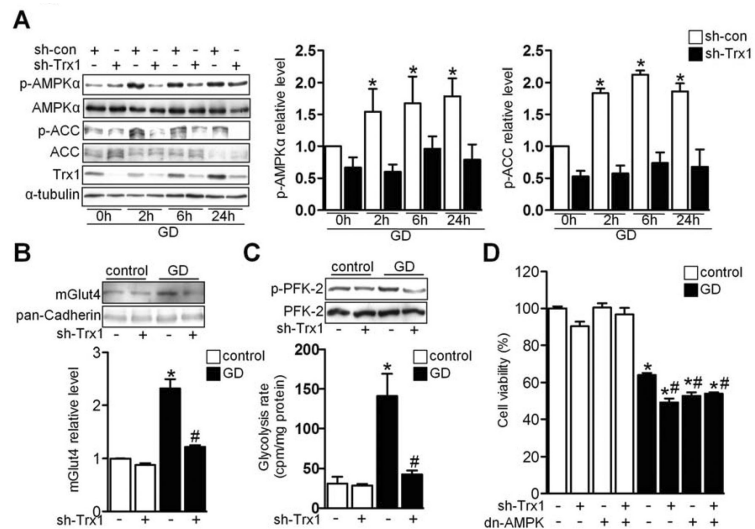 A
sh-con + - + - + - + -
sh-Trx1 - + - + - + - +
p-AMPKα
AMPKα
p-ACC
ACC
Trx1
α-tubulin
0h 2h 6h 24h
GD
p-AMPKα relative level
2.5
2.0
1.5
1.0
0.5
0.0
* * *
0h 2h 6h 24h
GD
p-ACC relative level
2.5
2.0
1.5
1.0
0.5
0.0
* * *
0h 2h 6h 24h
GD
sh-con
sh-Trx1
B
control GD
mGlut4
pan-Cadherin
sh-Trx1 - + - +
mGlut4 relative level
3
2
1
0
* #
control
GD
sh-Trx1 - + - +
C
control GD
p-PFK-2
PFK-2
sh-Trx1 - + - +
Glycolysis rate
(cpm/mg protein)
200
150
100
50
0
* #
control
GD
sh-Trx1 - + - +
D
control
GD
Cell viability (%)
120
100
80
60
40
20
0
* *# *# *#
sh-Trx1 - + - + - + - +
dn-AMPK - - + + - - + +